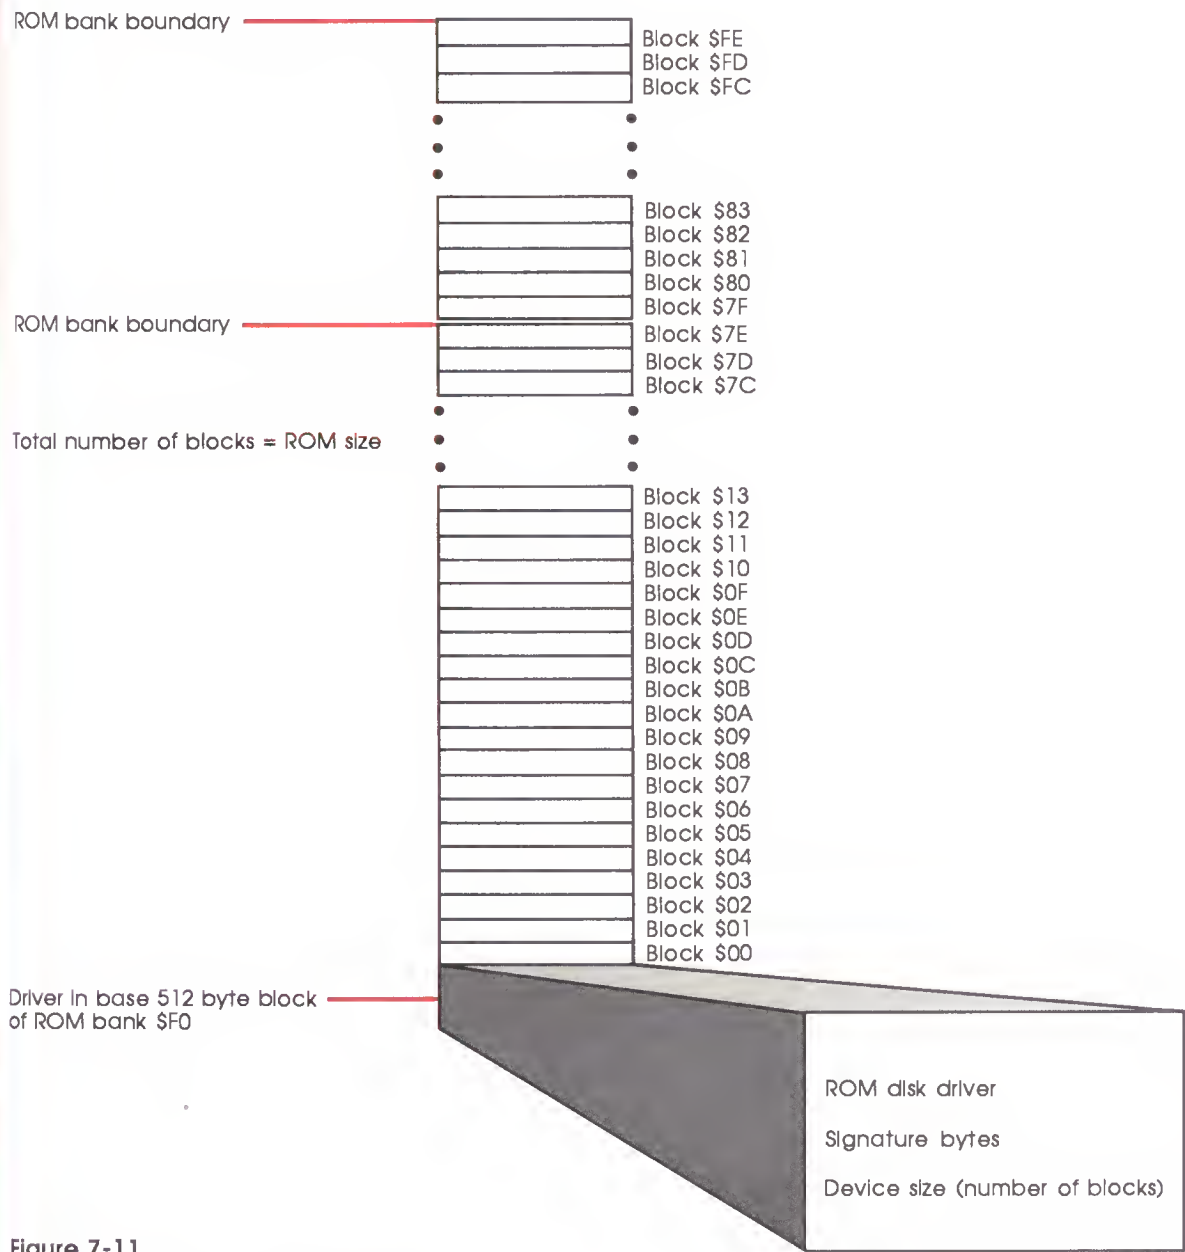 ROM bank boundary
Block $FE
Block $FD
Block $FC
Block $83
Block $82
Block $81
Block $80
Block $7F
ROM bank boundary
Block $7E
Block $7D
Block $7C
Total number of blocks = ROM size
Block $13
Block $12
Block $11
Block $10
Block $0F
Block $0E
Block $0D
Block $0C
Block $0B
Block $0A
Block $09
Block $08
Block $07
Block $06
Block $05
Block $04
Block $03
Block $02
Block $01
Block $00
Driver in base 512 byte block
of ROM bank $F0
ROM disk driver
Signature bytes
Device size (number of blocks)
Figure 7-11